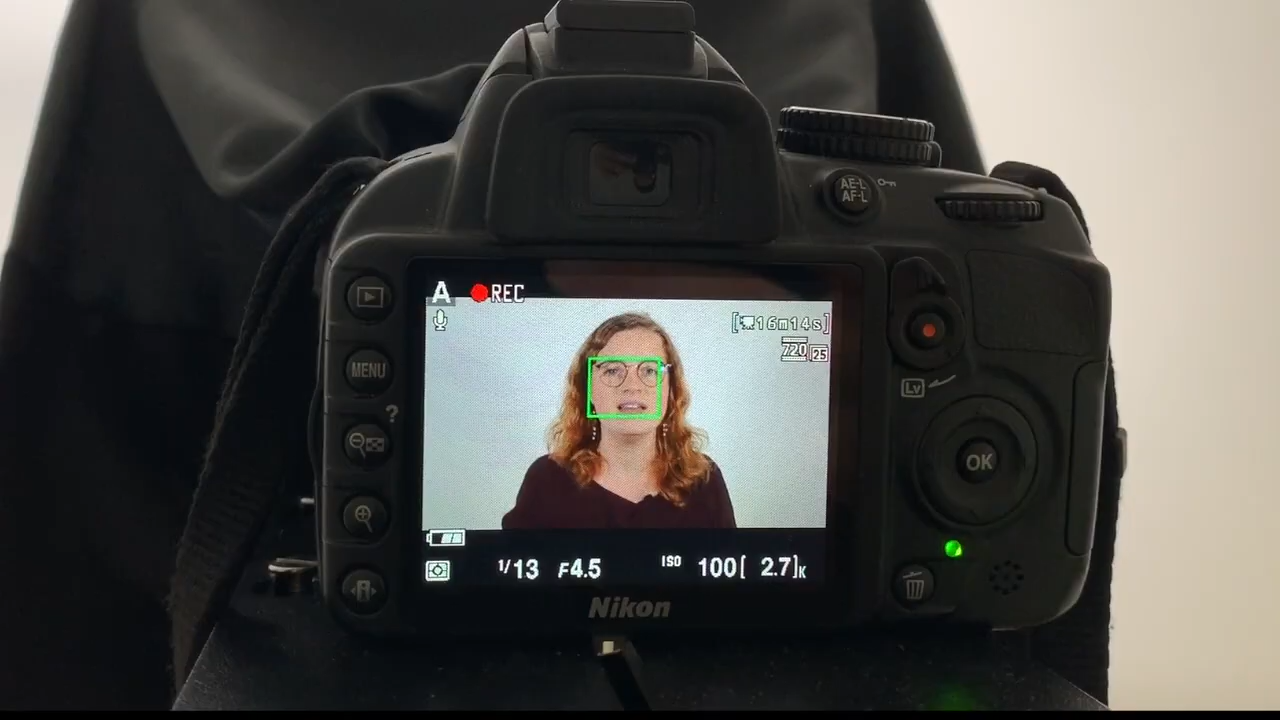 AE-L
AF-L
A REC
[16m14s]
720 25
MENU
?
Lv
OK
1/13 F4.5 ISO 100[ 2.7]K
Nikon